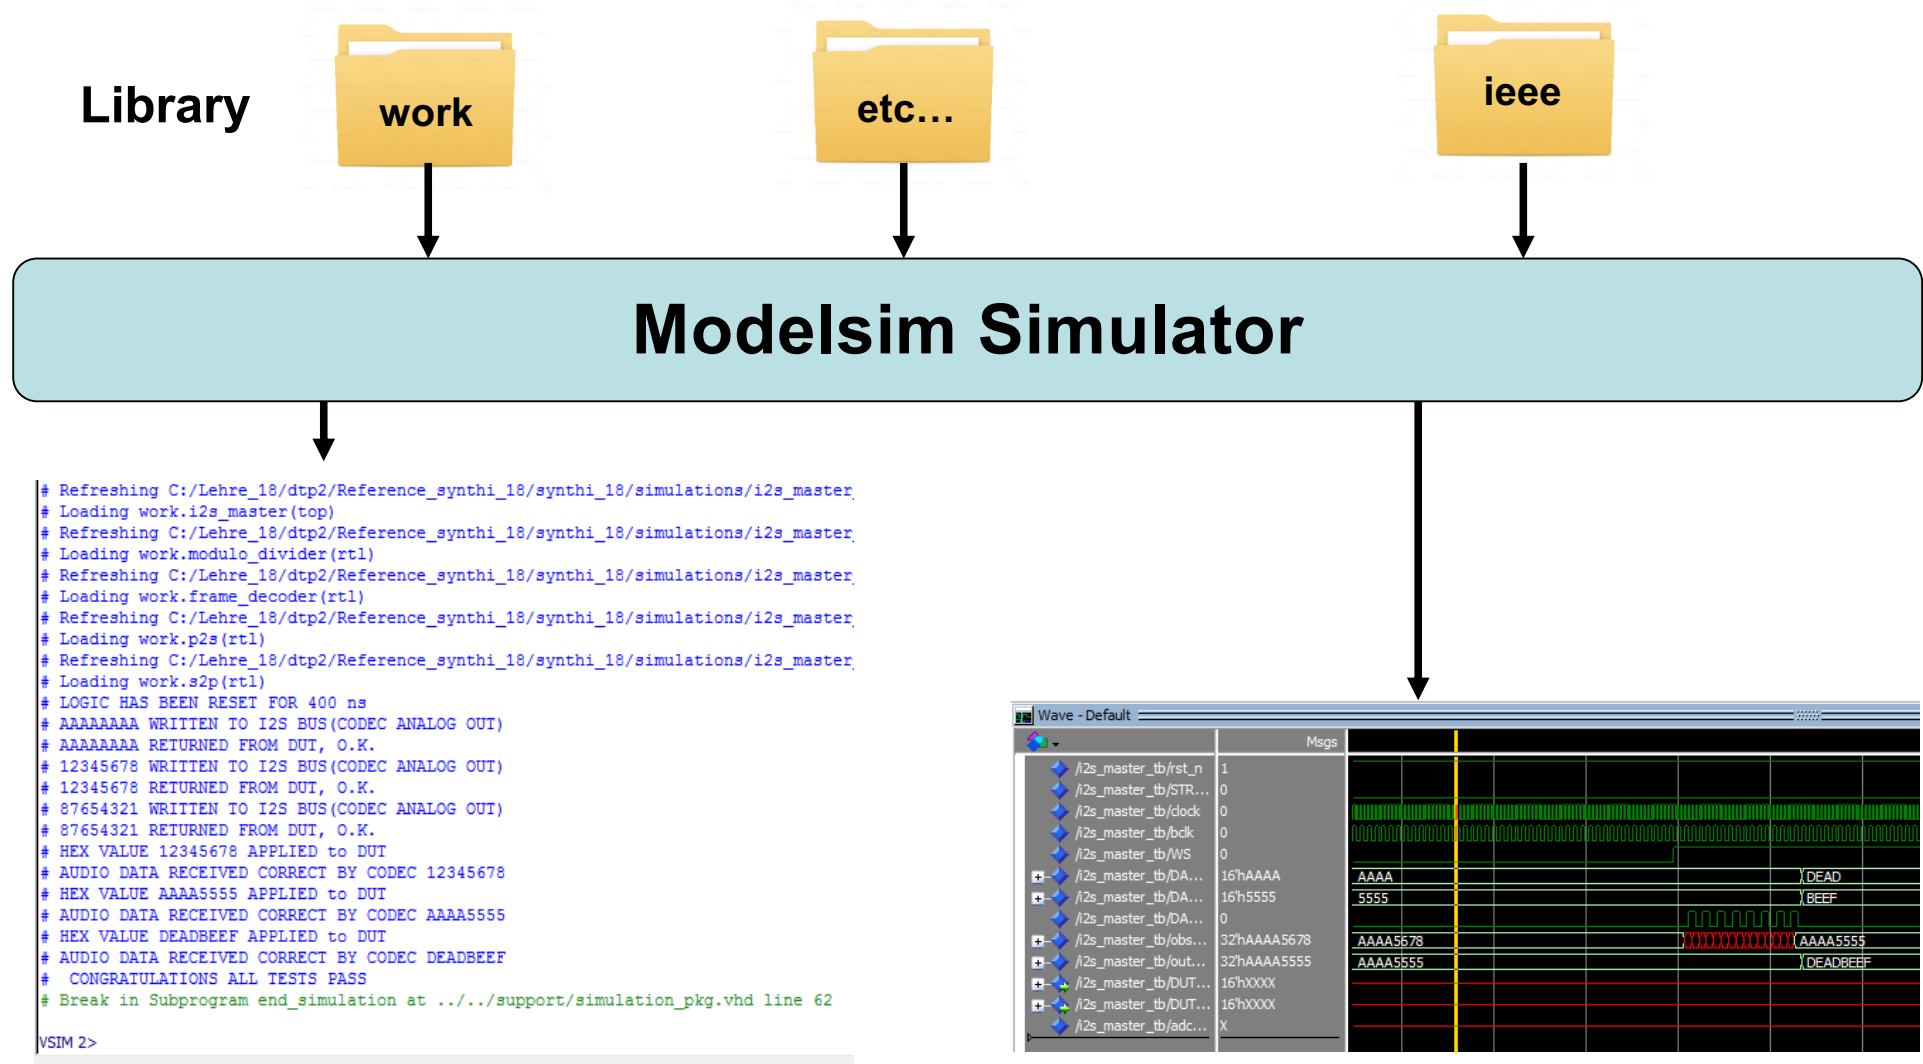 Library
work
etc...
ieee
Modelsim Simulator
# Refreshing C:/Lehre_18/dtp2/Reference_synthi_18/synthi_18/simulations/i2s_master_
# Loading work.i2s_master(top)
# Refreshing C:/Lehre_18/dtp2/Reference_synthi_18/synthi_18/simulations/i2s_master_
# Loading work.modulo_divider(rtl)
# Refreshing C:/Lehre_18/dtp2/Reference_synthi_18/synthi_18/simulations/i2s_master_
# Loading work.frame_decoder(rtl)
# Refreshing C:/Lehre_18/dtp2/Reference_synthi_18/synthi_18/simulations/i2s_master_
# Loading work.p2s(rtl)
# Refreshing C:/Lehre_18/dtp2/Reference_synthi_18/synthi_18/simulations/i2s_master_
# Loading work.s2p(rtl)
# LOGIC HAS BEEN RESET FOR 400 ns
# AAAAAAAA WRITTEN TO I2S BUS(CODEC ANALOG OUT)
# AAAAAAAA RETURNED FROM DUT, O.K.
# 12345678 WRITTEN TO I2S BUS(CODEC ANALOG OUT)
# 12345678 RETURNED FROM DUT, O.K.
# 87654321 WRITTEN TO I2S BUS(CODEC ANALOG OUT)
# 87654321 RETURNED FROM DUT, O.K.
# HEX VALUE 12345678 APPLIED to DUT
# AUDIO DATA RECEIVED CORRECT BY CODEC 12345678
# HEX VALUE AAAA5555 APPLIED to DUT
# AUDIO DATA RECEIVED CORRECT BY CODEC AAAA5555
# HEX VALUE DEADBEEF APPLIED to DUT
# AUDIO DATA RECEIVED CORRECT BY CODEC DEADBEEF
#  CONGRATULATIONS ALL TESTS PASS
# Break in Subprogram end_simulation at ../../support/simulation_pkg.vhd line 62
VSIM 2>
Wave - Default
Msgs
/i2s_master_tb/rst_n 1
/i2s_master_tb/STR... 0
/i2s_master_tb/clock 0
/i2s_master_tb/bclk 0
/i2s_master_tb/WS 0
/i2s_master_tb/DA... 16'hAAAA AAAA DEAD
/i2s_master_tb/DA... 16'h5555 5555 BEEF
/i2s_master_tb/DA... 0
/i2s_master_tb/obs... 32'hAAAA5678 AAAA5678 AAAA5555
/i2s_master_tb/out... 32'hAAAA5555 AAAA5555 DEADBEEF
/i2s_master_tb/DUT... 16'hXXXX
/i2s_master_tb/DUT... 16'hXXXX
/i2s_master_tb/adc... X